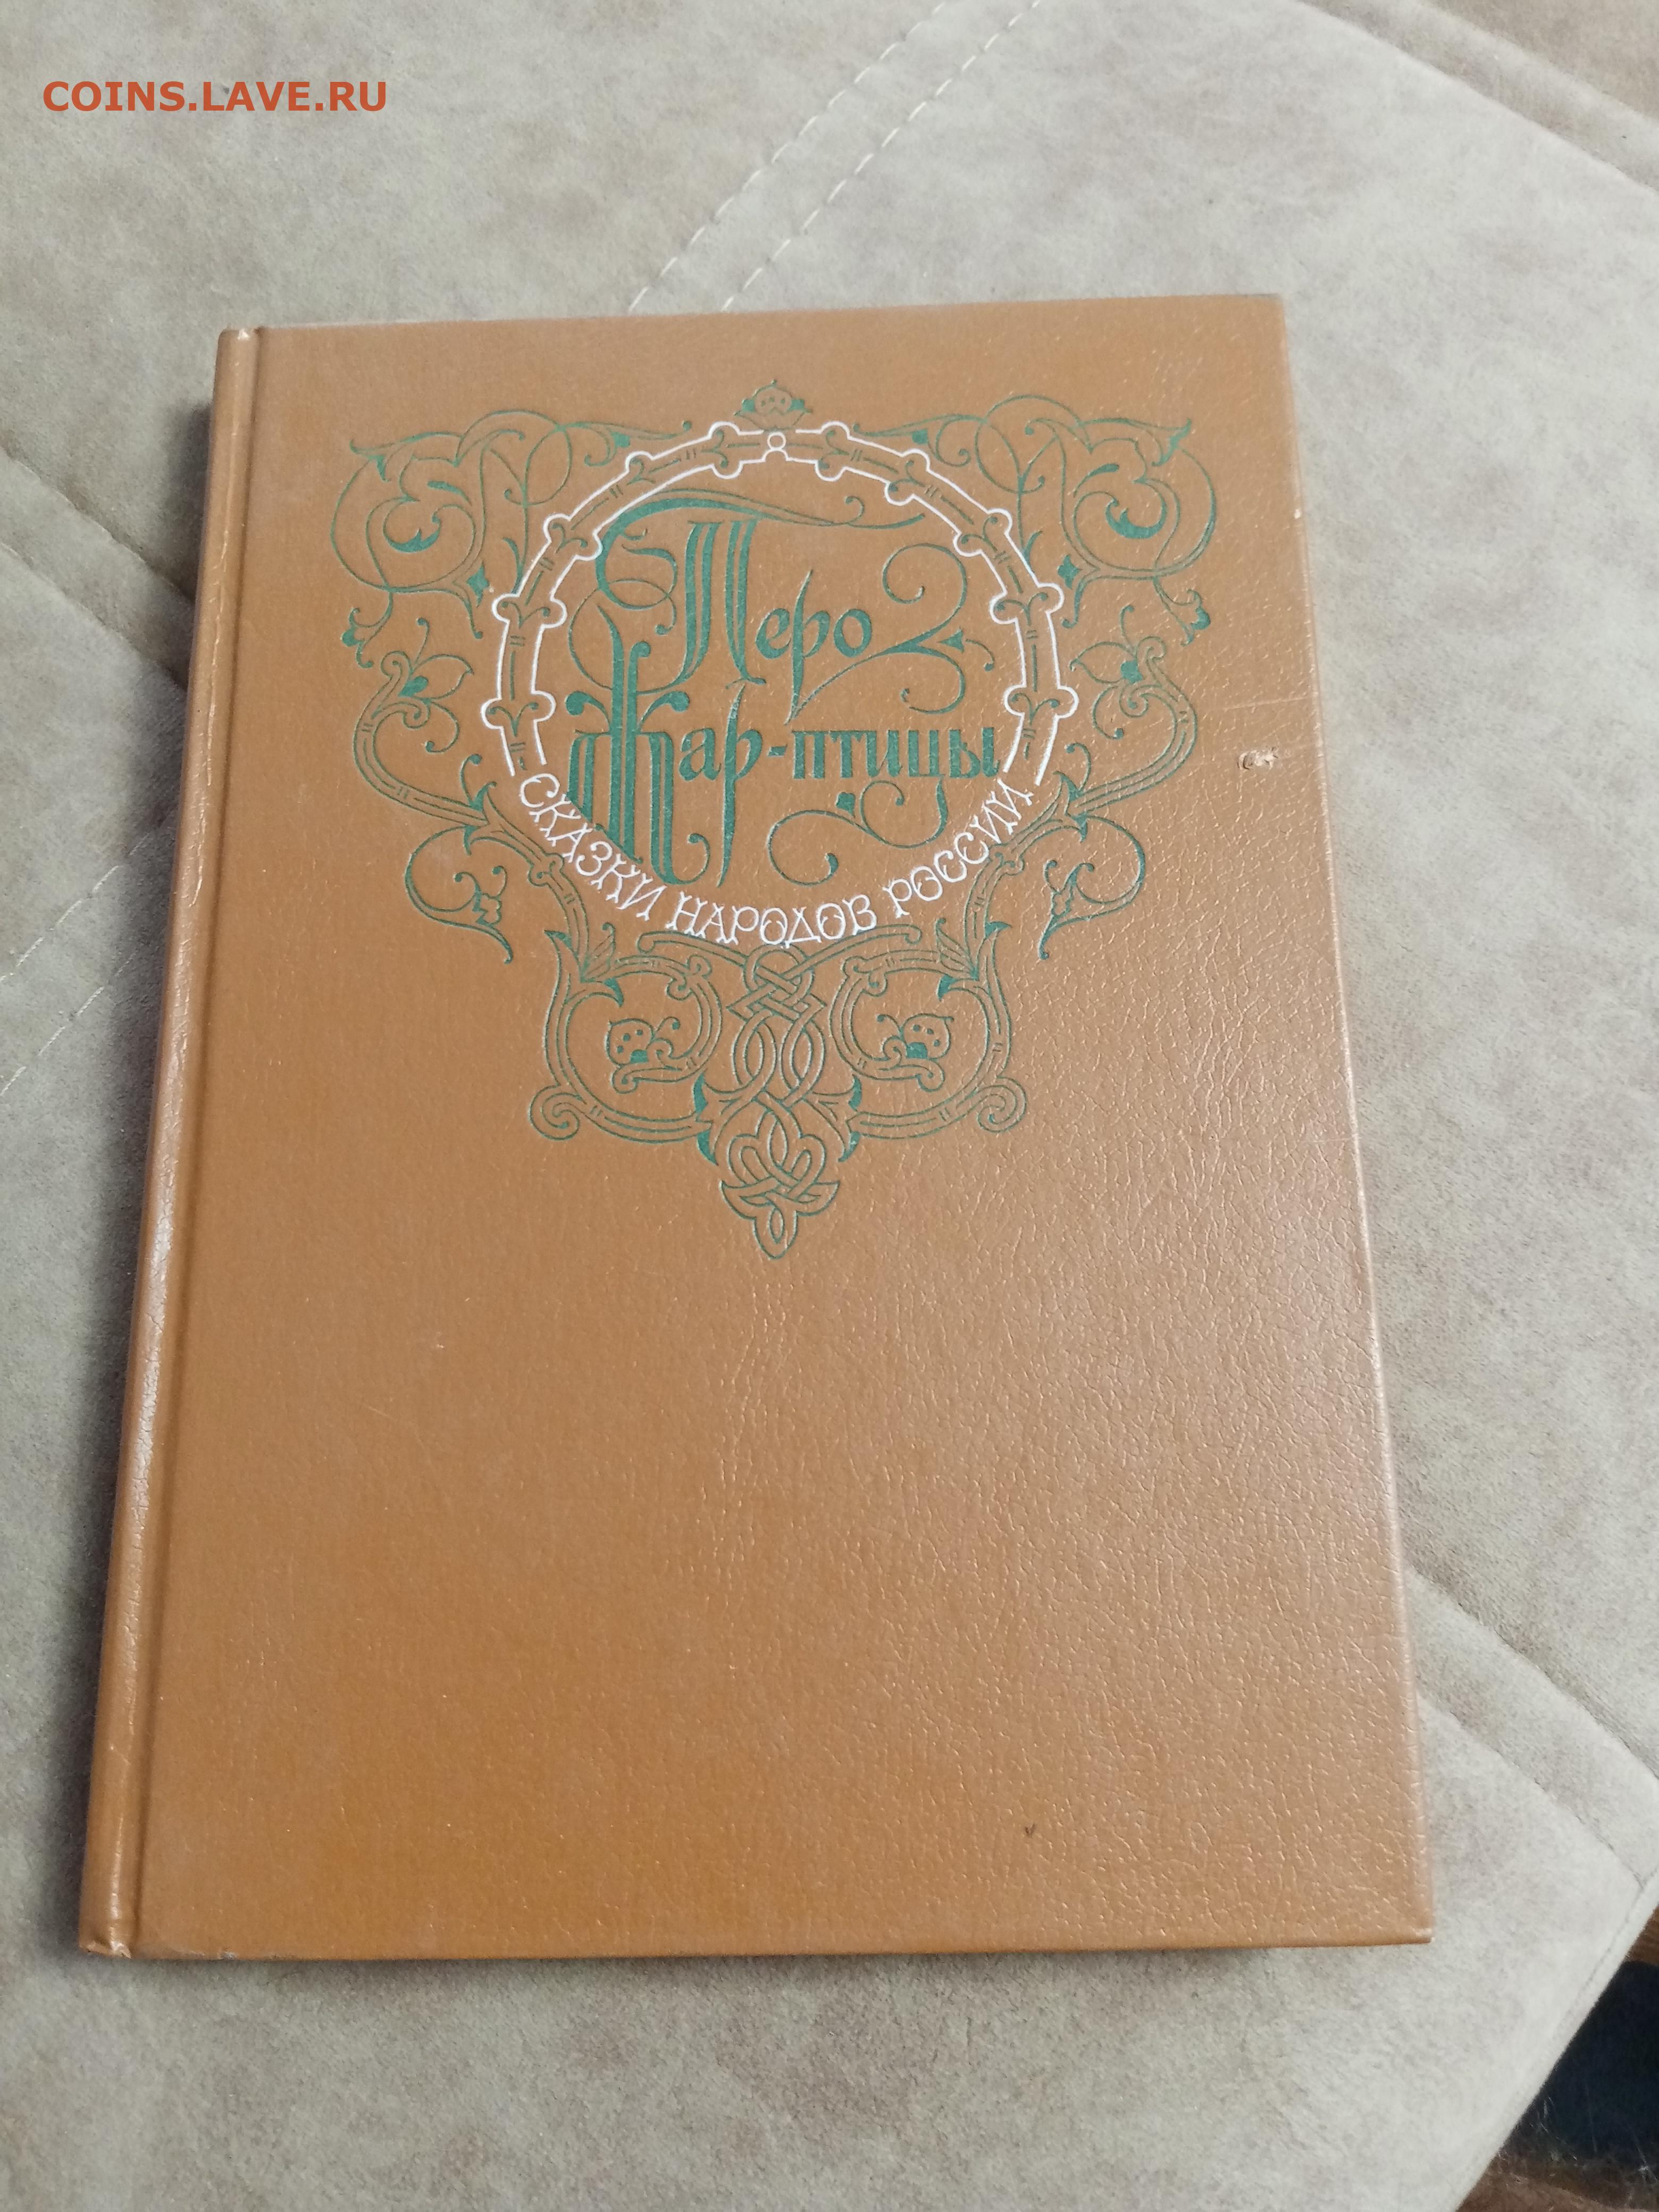 COINS.LAVE.RU
Перо
Жар-птицы
СКАЗКИ НАРОДОВ РОССИИ